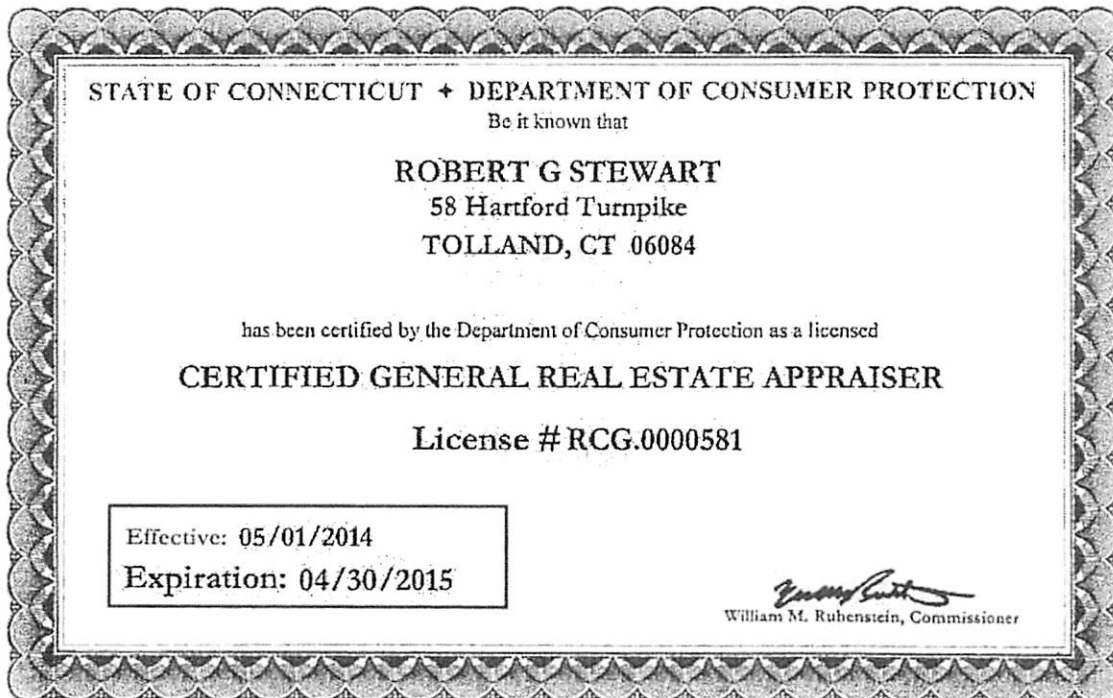 STATE OF CONNECTICUT + DEPARTMENT OF CONSUMER PROTECTION
Be it known that
ROBERT G STEWART
58 Hartford Turnpike
TOLLAND, CT 06084
has been certified by the Department of Consumer Protection as a licensed
CERTIFIED GENERAL REAL ESTATE APPRAISER
License # RCG.0000581
Effective: 05/01/2014
Expiration: 04/30/2015
William M. Rubenstein, Commissioner